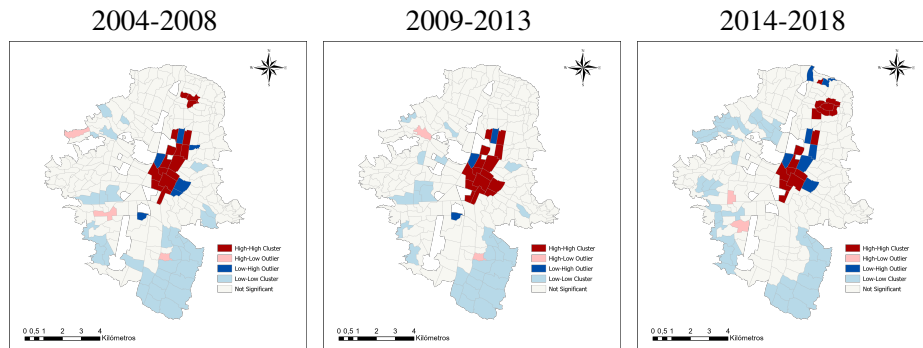 2004-2008
2009-2013
2014-2018
N
W E
S
High-High Cluster
High-Low Outlier
Low-High Outlier
Low-Low Cluster
Not Significant
0 0,5 1 2 3 4
Kilómetros
N
W E
S
High-High Cluster
High-Low Outlier
Low-High Outlier
Low-Low Cluster
Not Significant
0 0,5 1 2 3 4
Kilómetros
N
W E
S
High-High Cluster
High-Low Outlier
Low-High Outlier
Low-Low Cluster
Not Significant
0 0,5 1 2 3 4
Kilómetros